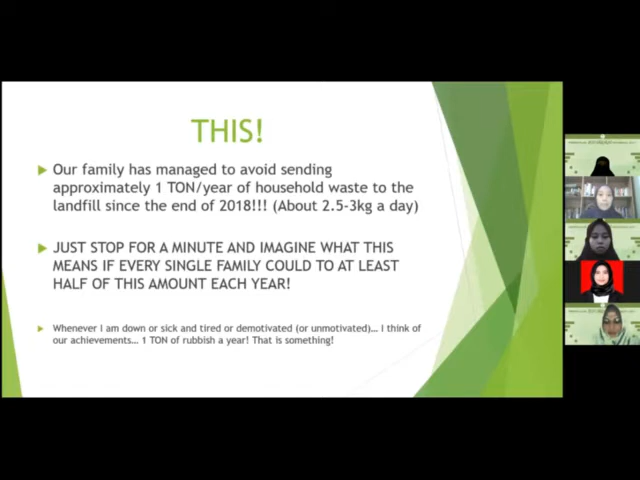 THIS!
Our family has managed to avoid sending
approximately 1 TON/year of household waste to the
landfill since the end of 2018!!! (About 2.5-3kg a day)
JUST STOP FOR A MINUTE AND IMAGINE WHAT THIS
MEANS IF EVERY SINGLE FAMILY COULD TO AT LEAST
HALF OF THIS AMOUNT EACH YEAR!
Whenever I am down or sick and tired or demotivated (or unmotivated)… I think of
our achievements… 1 TON of rubbish a year! That is something!